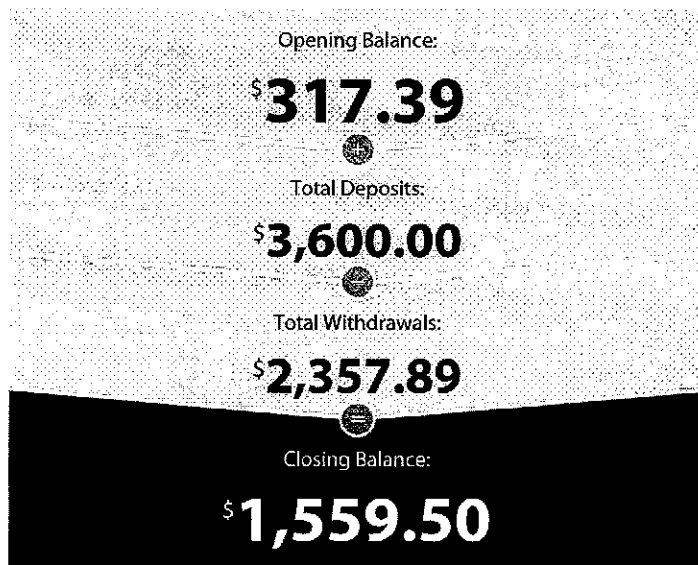 Opening Balance:
$317.39
+
Total Deposits:
$3,600.00
-
Total Withdrawals:
$2,357.89
=
Closing Balance:
$1,559.50